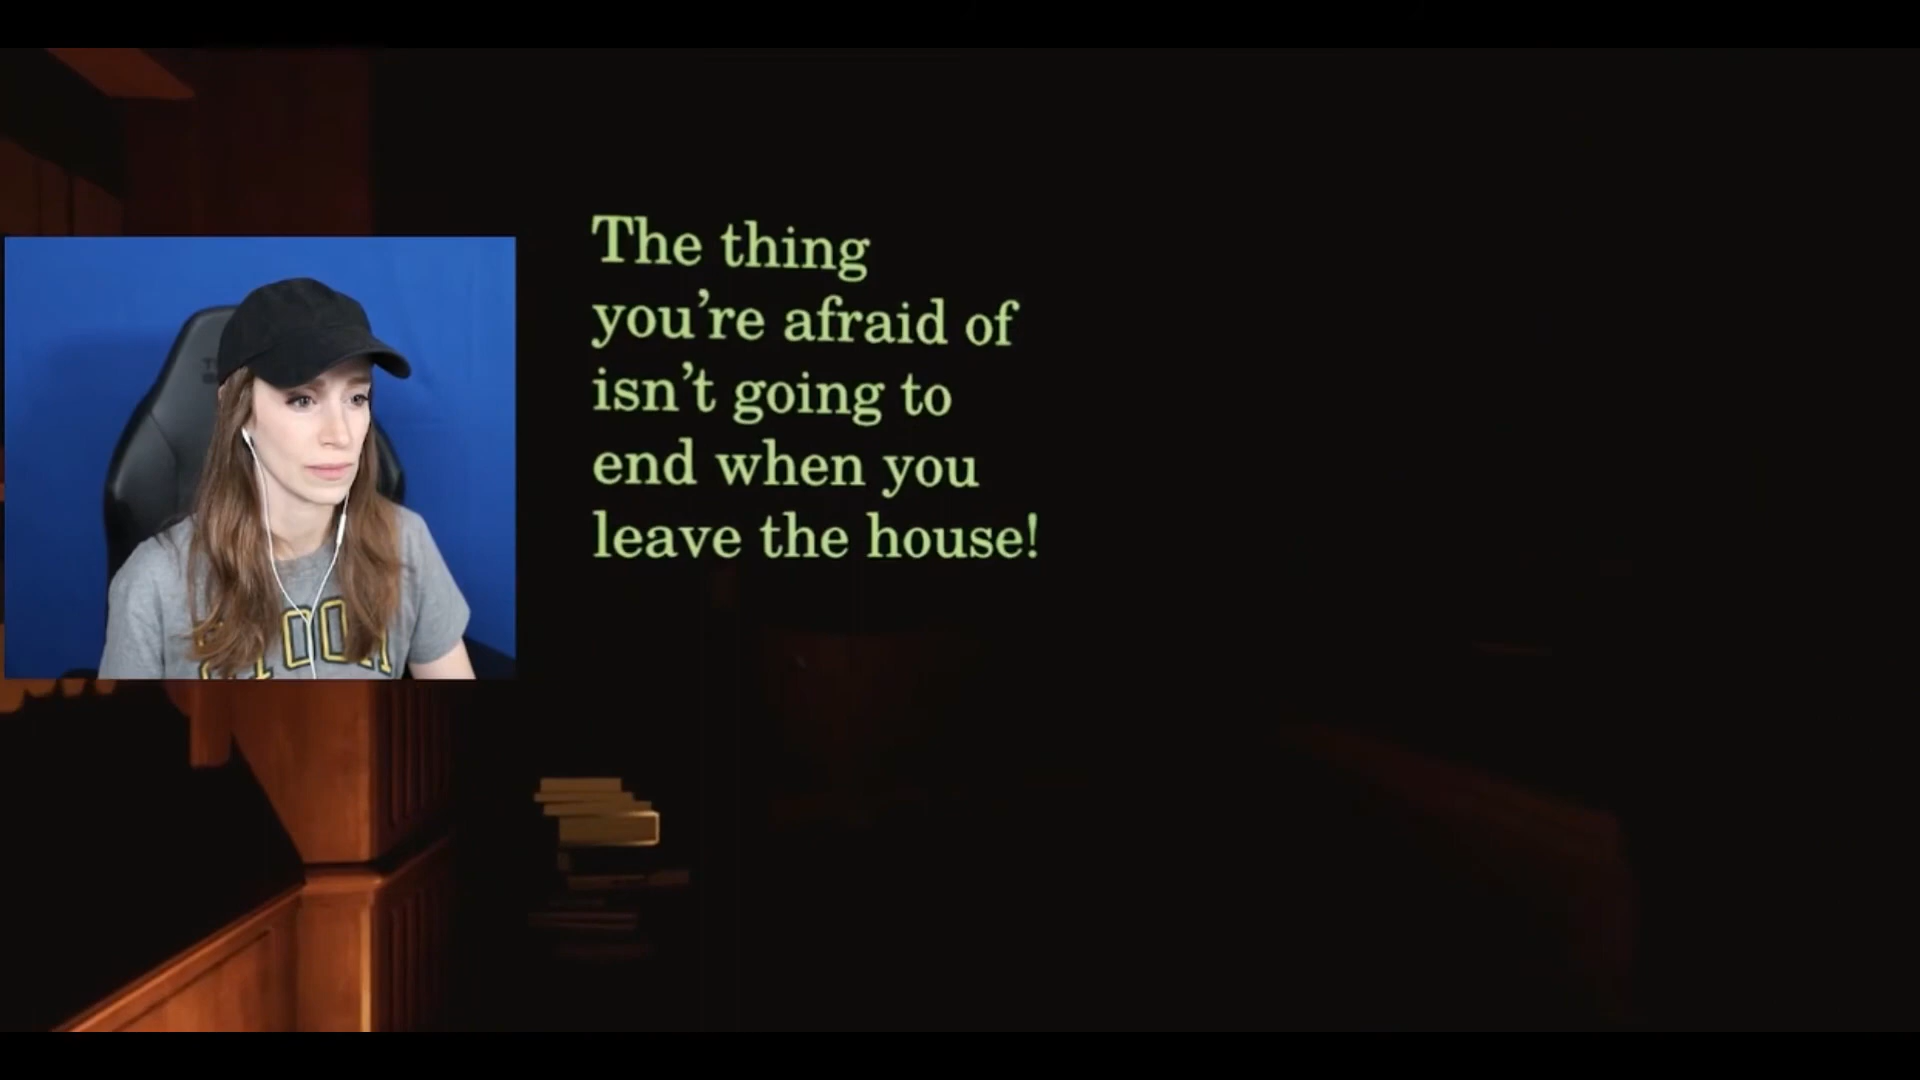 The thing
you're afraid of
isn't going to
end when you
leave the house!